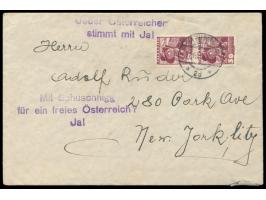 Jeder Österreicher
stimmt mit Ja!
Herrn
Adolf
Mit Schuschnigg
für ein freies Österreich?
Ja!
280 Park Ave
New York City